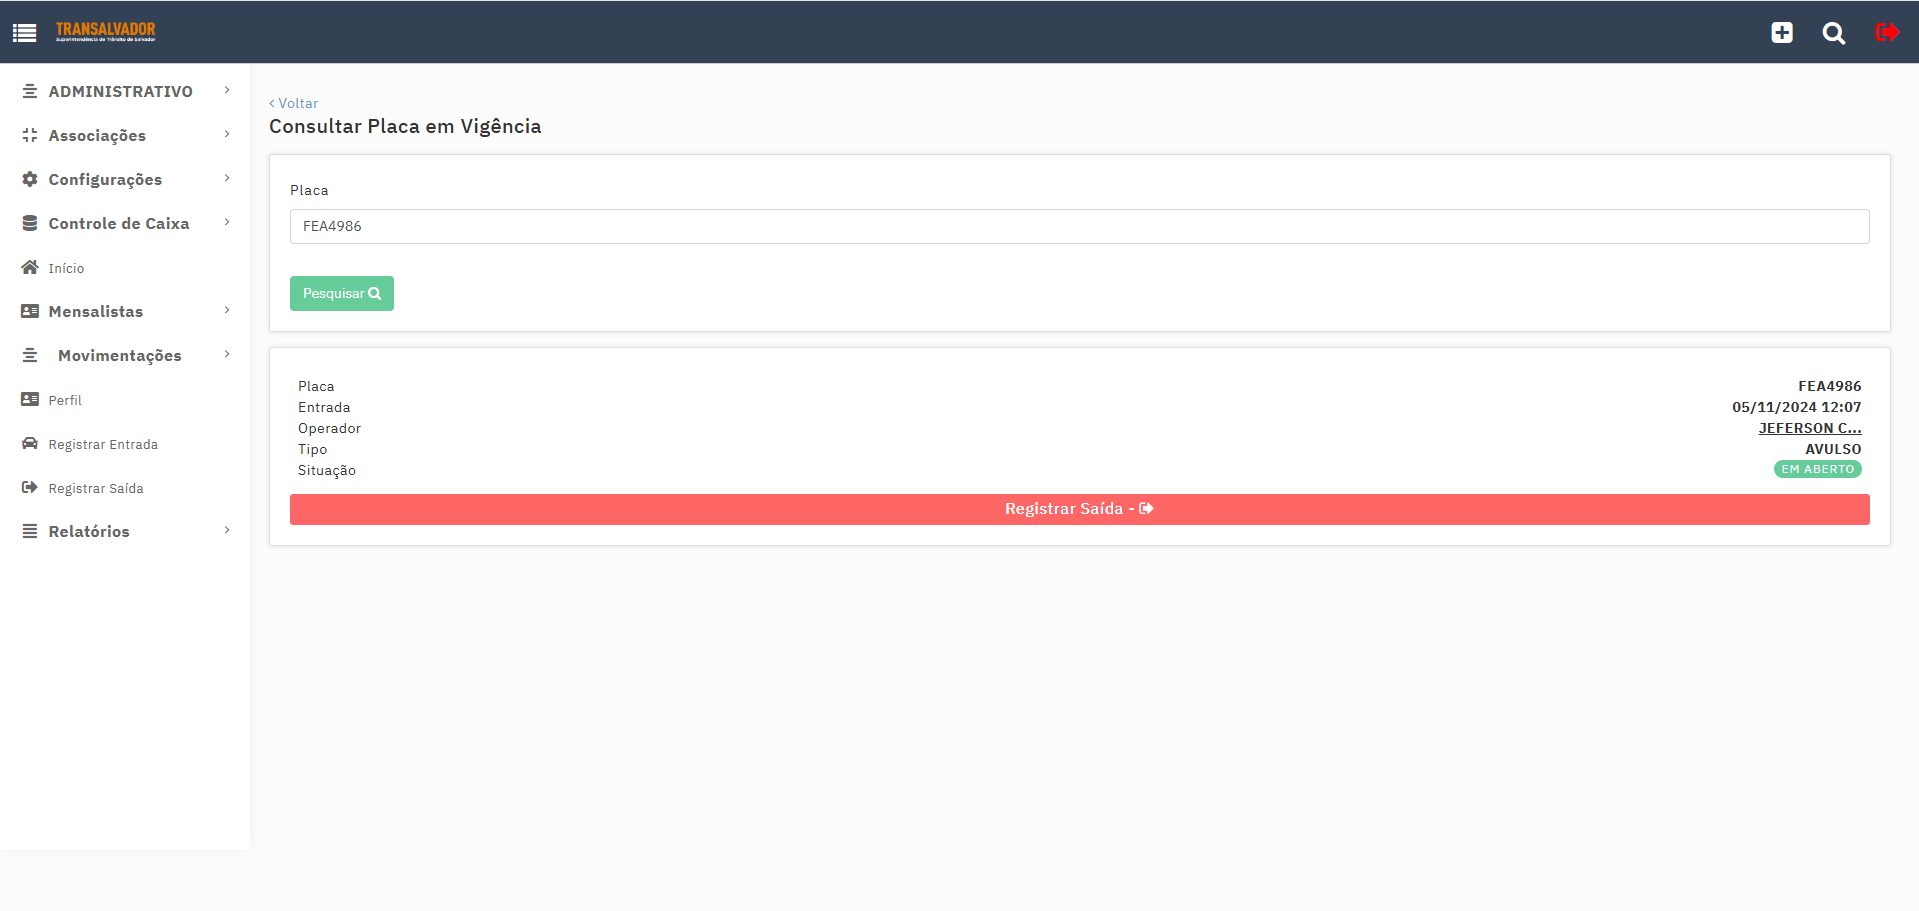 TRANSALVADOR
Superintendência de Trânsito de Salvador
ADMINISTRATIVO
Associações
Configurações
Controle de Caixa
Início
Mensalistas
Movimentações
Perfil
Registrar Entrada
Registrar Saída
Relatórios
Voltar
Consultar Placa em Vigência
Placa
FEA4986
Pesquisar
Placa FEA4986
Entrada 05/11/2024 12:07
Operador JEFERSON C...
Tipo AVULSO
Situação EM ABERTO
Registrar Saída -